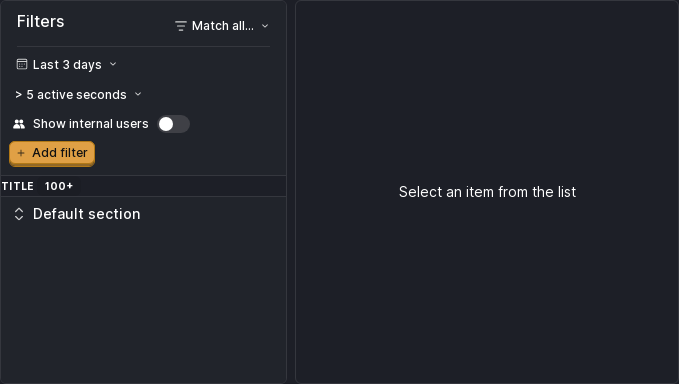 Filters
Match all...
Last 3 days
> 5 active seconds
Show internal users
+ Add filter
TITLE 100+
Default section
Select an item from the list